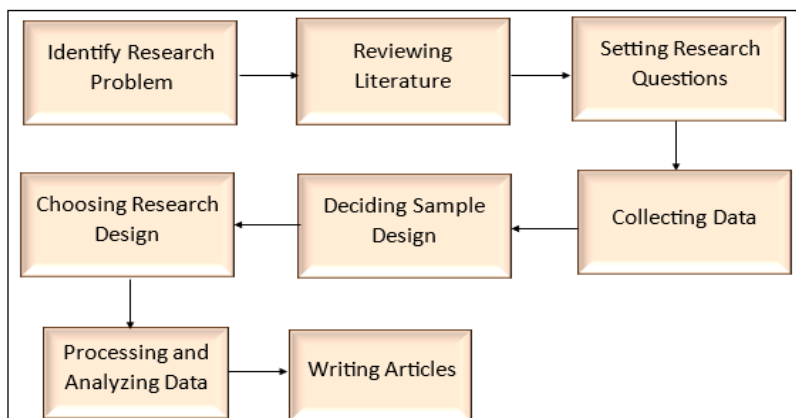 Identify Research
Problem
Reviewing
Literature
Setting Research
Questions
Collecting Data
Deciding Sample
Design
Choosing Research
Design
Processing and
Analyzing Data
Writing Articles